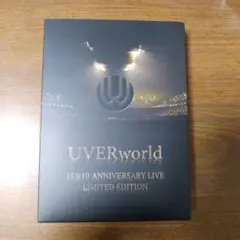 UVERworld
15&10 ANNIVERSARY LIVE
LIMITED EDITION